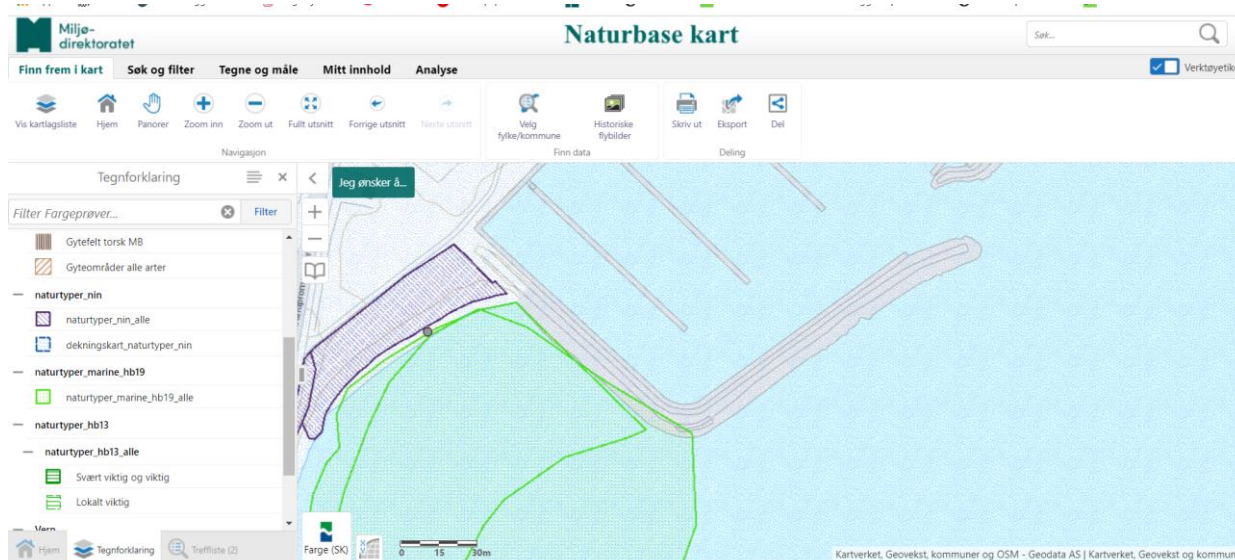 Miljø-
direktoratet
Naturbase kart
Søk...
Finn frem i kart Søk og filter Tegne og måle Mitt innhold Analyse
Vis kartlagsliste Hjem Panorer Zoom inn Zoom ut Fullt utsnitt Forrige utsnitt Neste utsnitt Velg fylke/kommune Historiske flybilder Skriv ut Eksport Del
Navigasjon Finn data Deling
Tegnforklaring
Jeg ønsker å...
Filter Fargeprøver... Filter
Gytefelt torsk MB
Gyteområder alle arter
naturtyper_nin
naturtyper_nin_alle
dekningskart_naturtyper_nin
naturtyper_marine_hb19
naturtyper_marine_hb19_alle
naturtyper_hb13
naturtyper_hb13_alle
Svært viktig og viktig
Lokalt viktig
Vern
Hjem Tegnforklaring Treffliste (2)
Farge (SK)
0 15 30m
Kartverket, Geovekst, kommuner og OSM - Geodata AS | Kartverket, Geovekst og